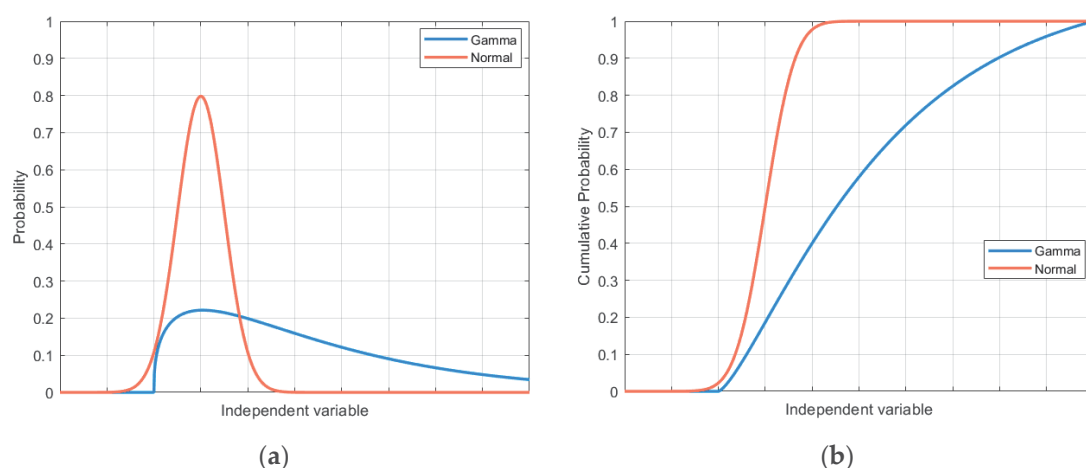 1
0.9
0.8
0.7
0.6
0.5
0.4
0.3
0.2
0.1
0
Probability
Gamma
Normal
Independent variable
(a)
1
0.9
0.8
0.7
0.6
0.5
0.4
0.3
0.2
0.1
0
Cumulative Probability
Gamma
Normal
Independent variable
(b)